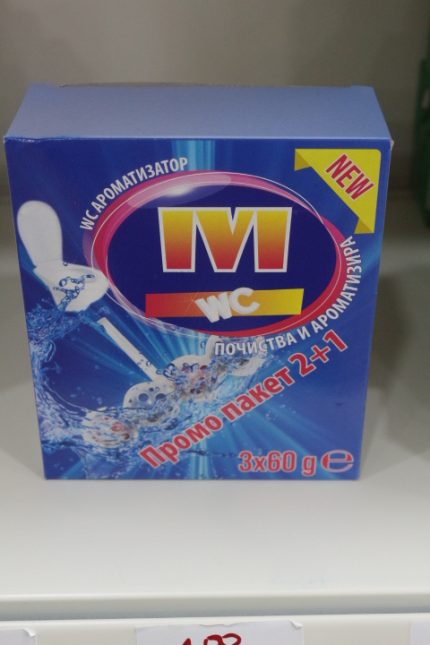 WC АРОМАТИЗАТОР
NEW
M
WC
ПОЧИСТВА И АРОМАТИЗИРА
Промо пакет 2+1
3x60 g e